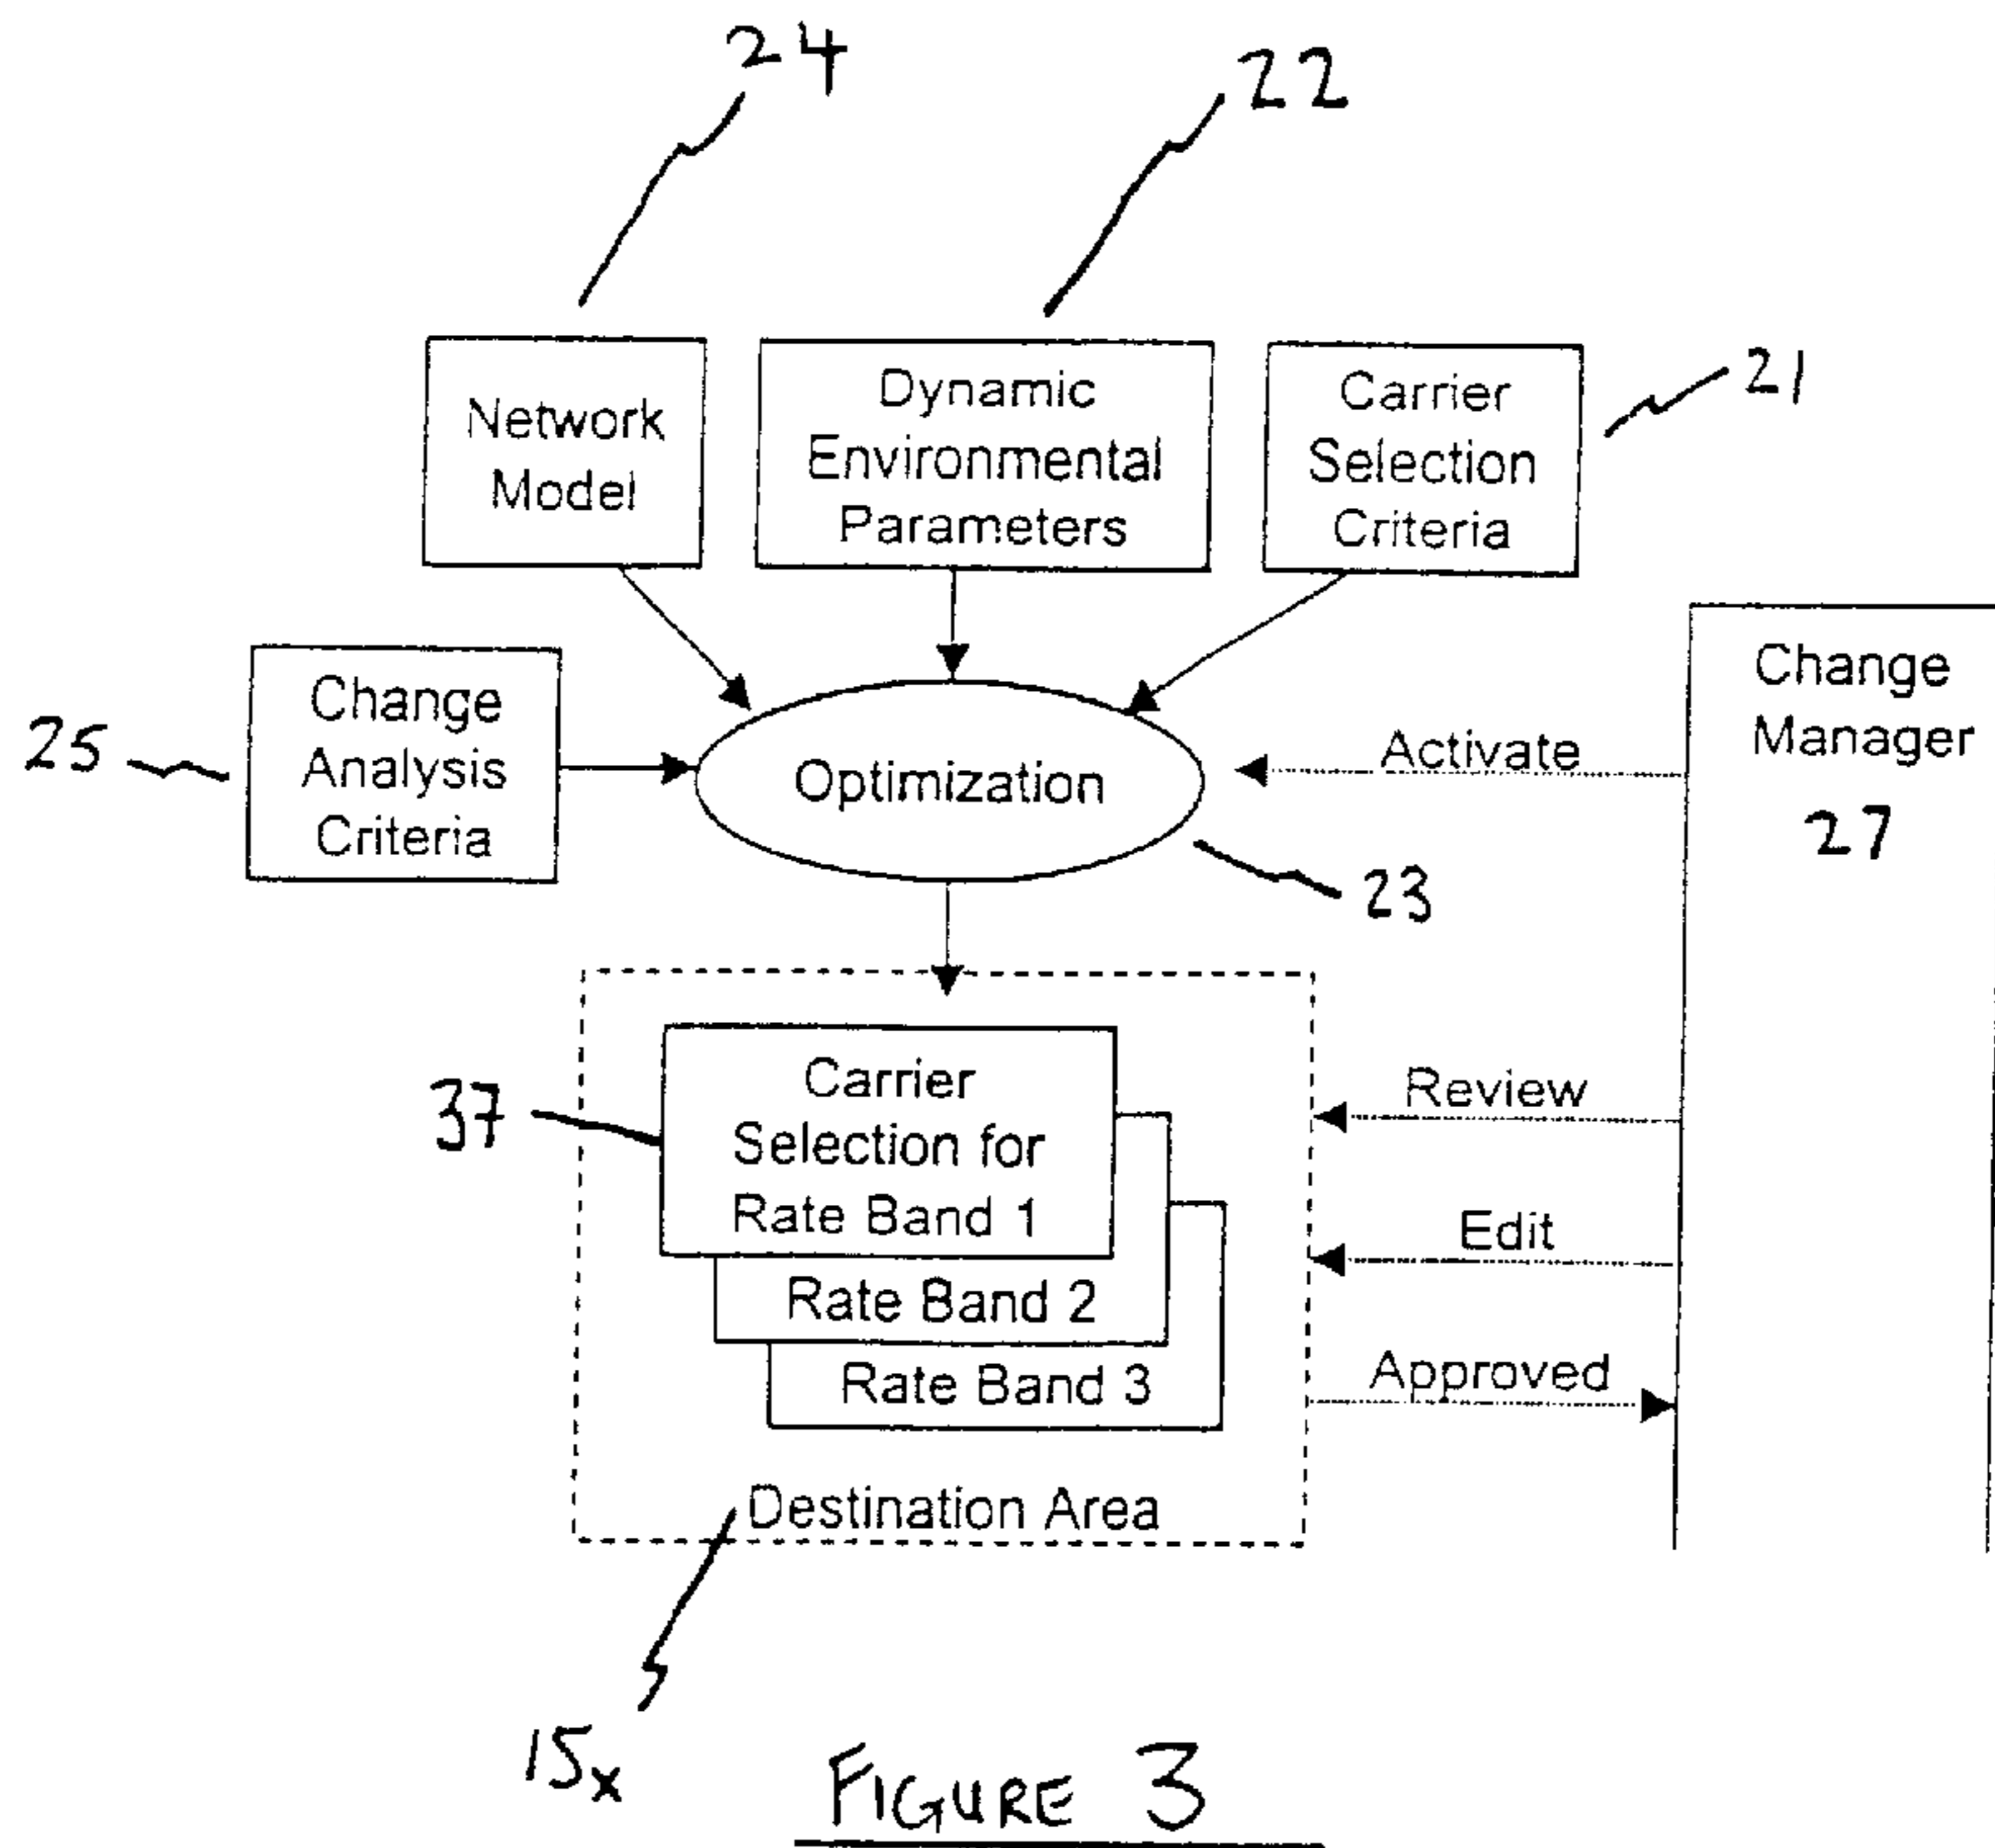 24
22
Network
Model
Dynamic
Environmental
Parameters
Carrier
Selection
Criteria
21
Change
Analysis
Criteria
25
Optimization
Activate
Change
Manager
27
23
37
Carrier
Selection for
Rate Band 1
Rate Band 2
Rate Band 3
Review
Edit
Approved
Destination Area
15x
FIGURE 3